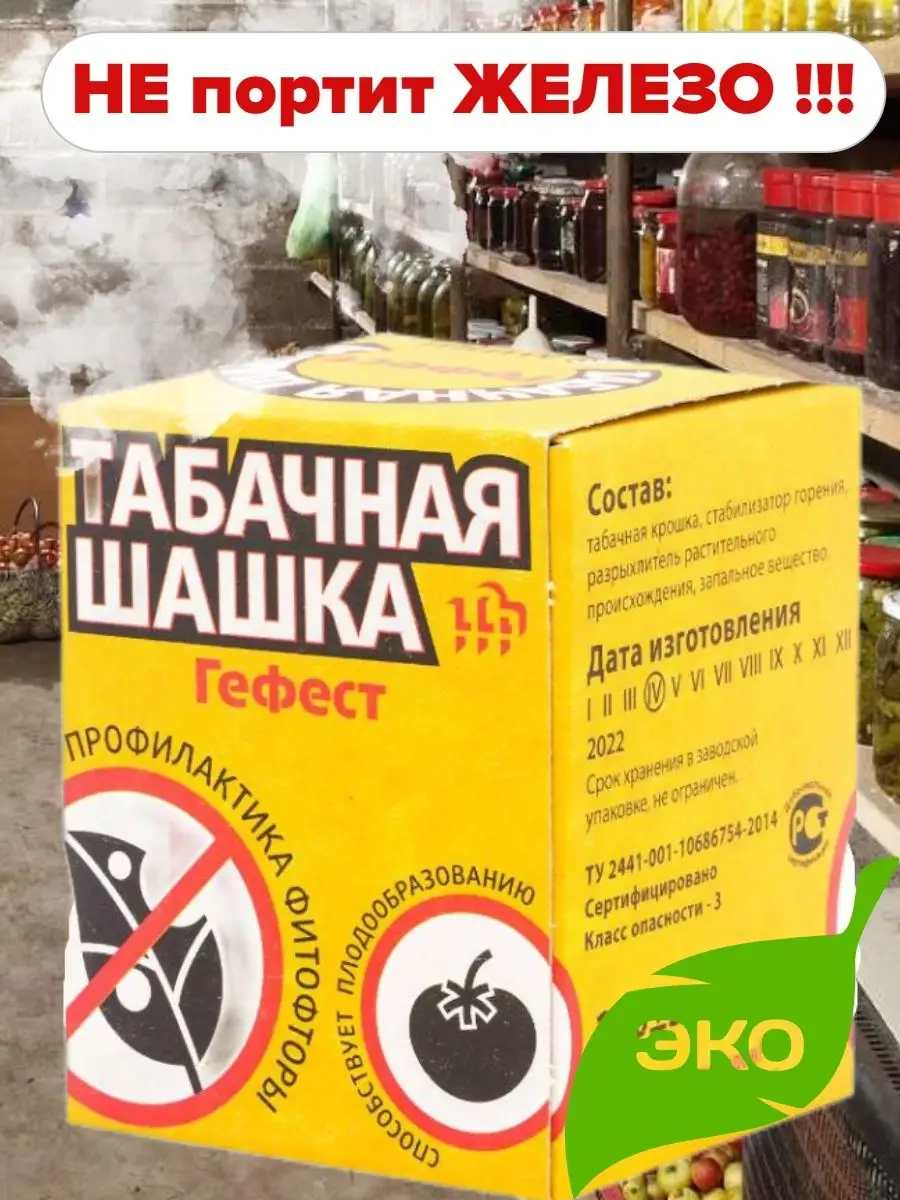 НЕ портит ЖЕЛЕЗО !!!
ТАБАЧНАЯ
ШАШКА
Гефест
ПРОФИЛАКТИКА ФИТОФТОРЫ
СПОСОБСТВУЕТ ПЛОДООБРАЗОВАНИЮ
Состав:
табачная крошка, стабилизатор горения,
разрыхлитель растительного
происхождения, запальное вещество.
Дата изготовления
I II III IV V VI VII VIII IX X XI XII
2022
Срок хранения в заводской
упаковке, не ограничен.
ТУ 2441-001-10686754-2014
Сертифицировано
Класс опасности - 3
РСТ
ЭКО